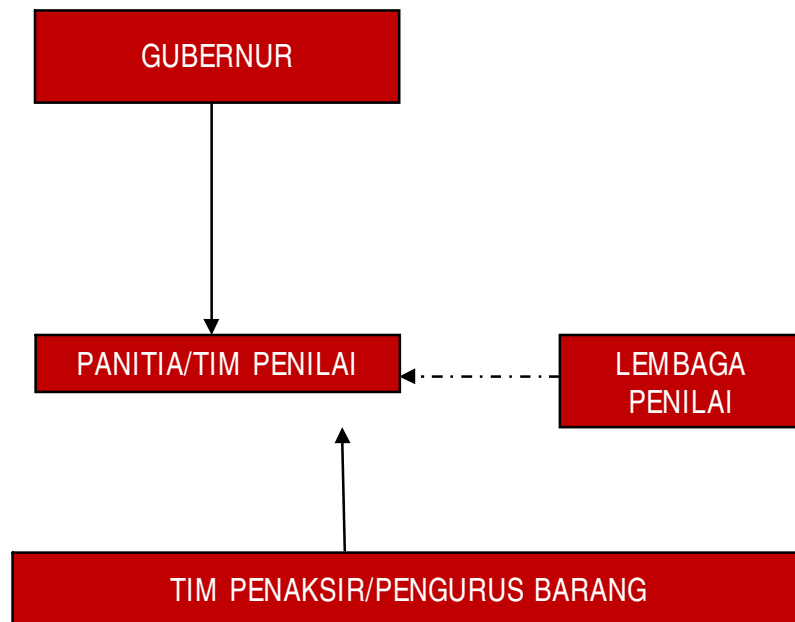 GUBERNUR
PANITIA/TIM PENILAI
LEMBAGA
PENILAI
TIM PENAKSIR/PENGURUS BARANG